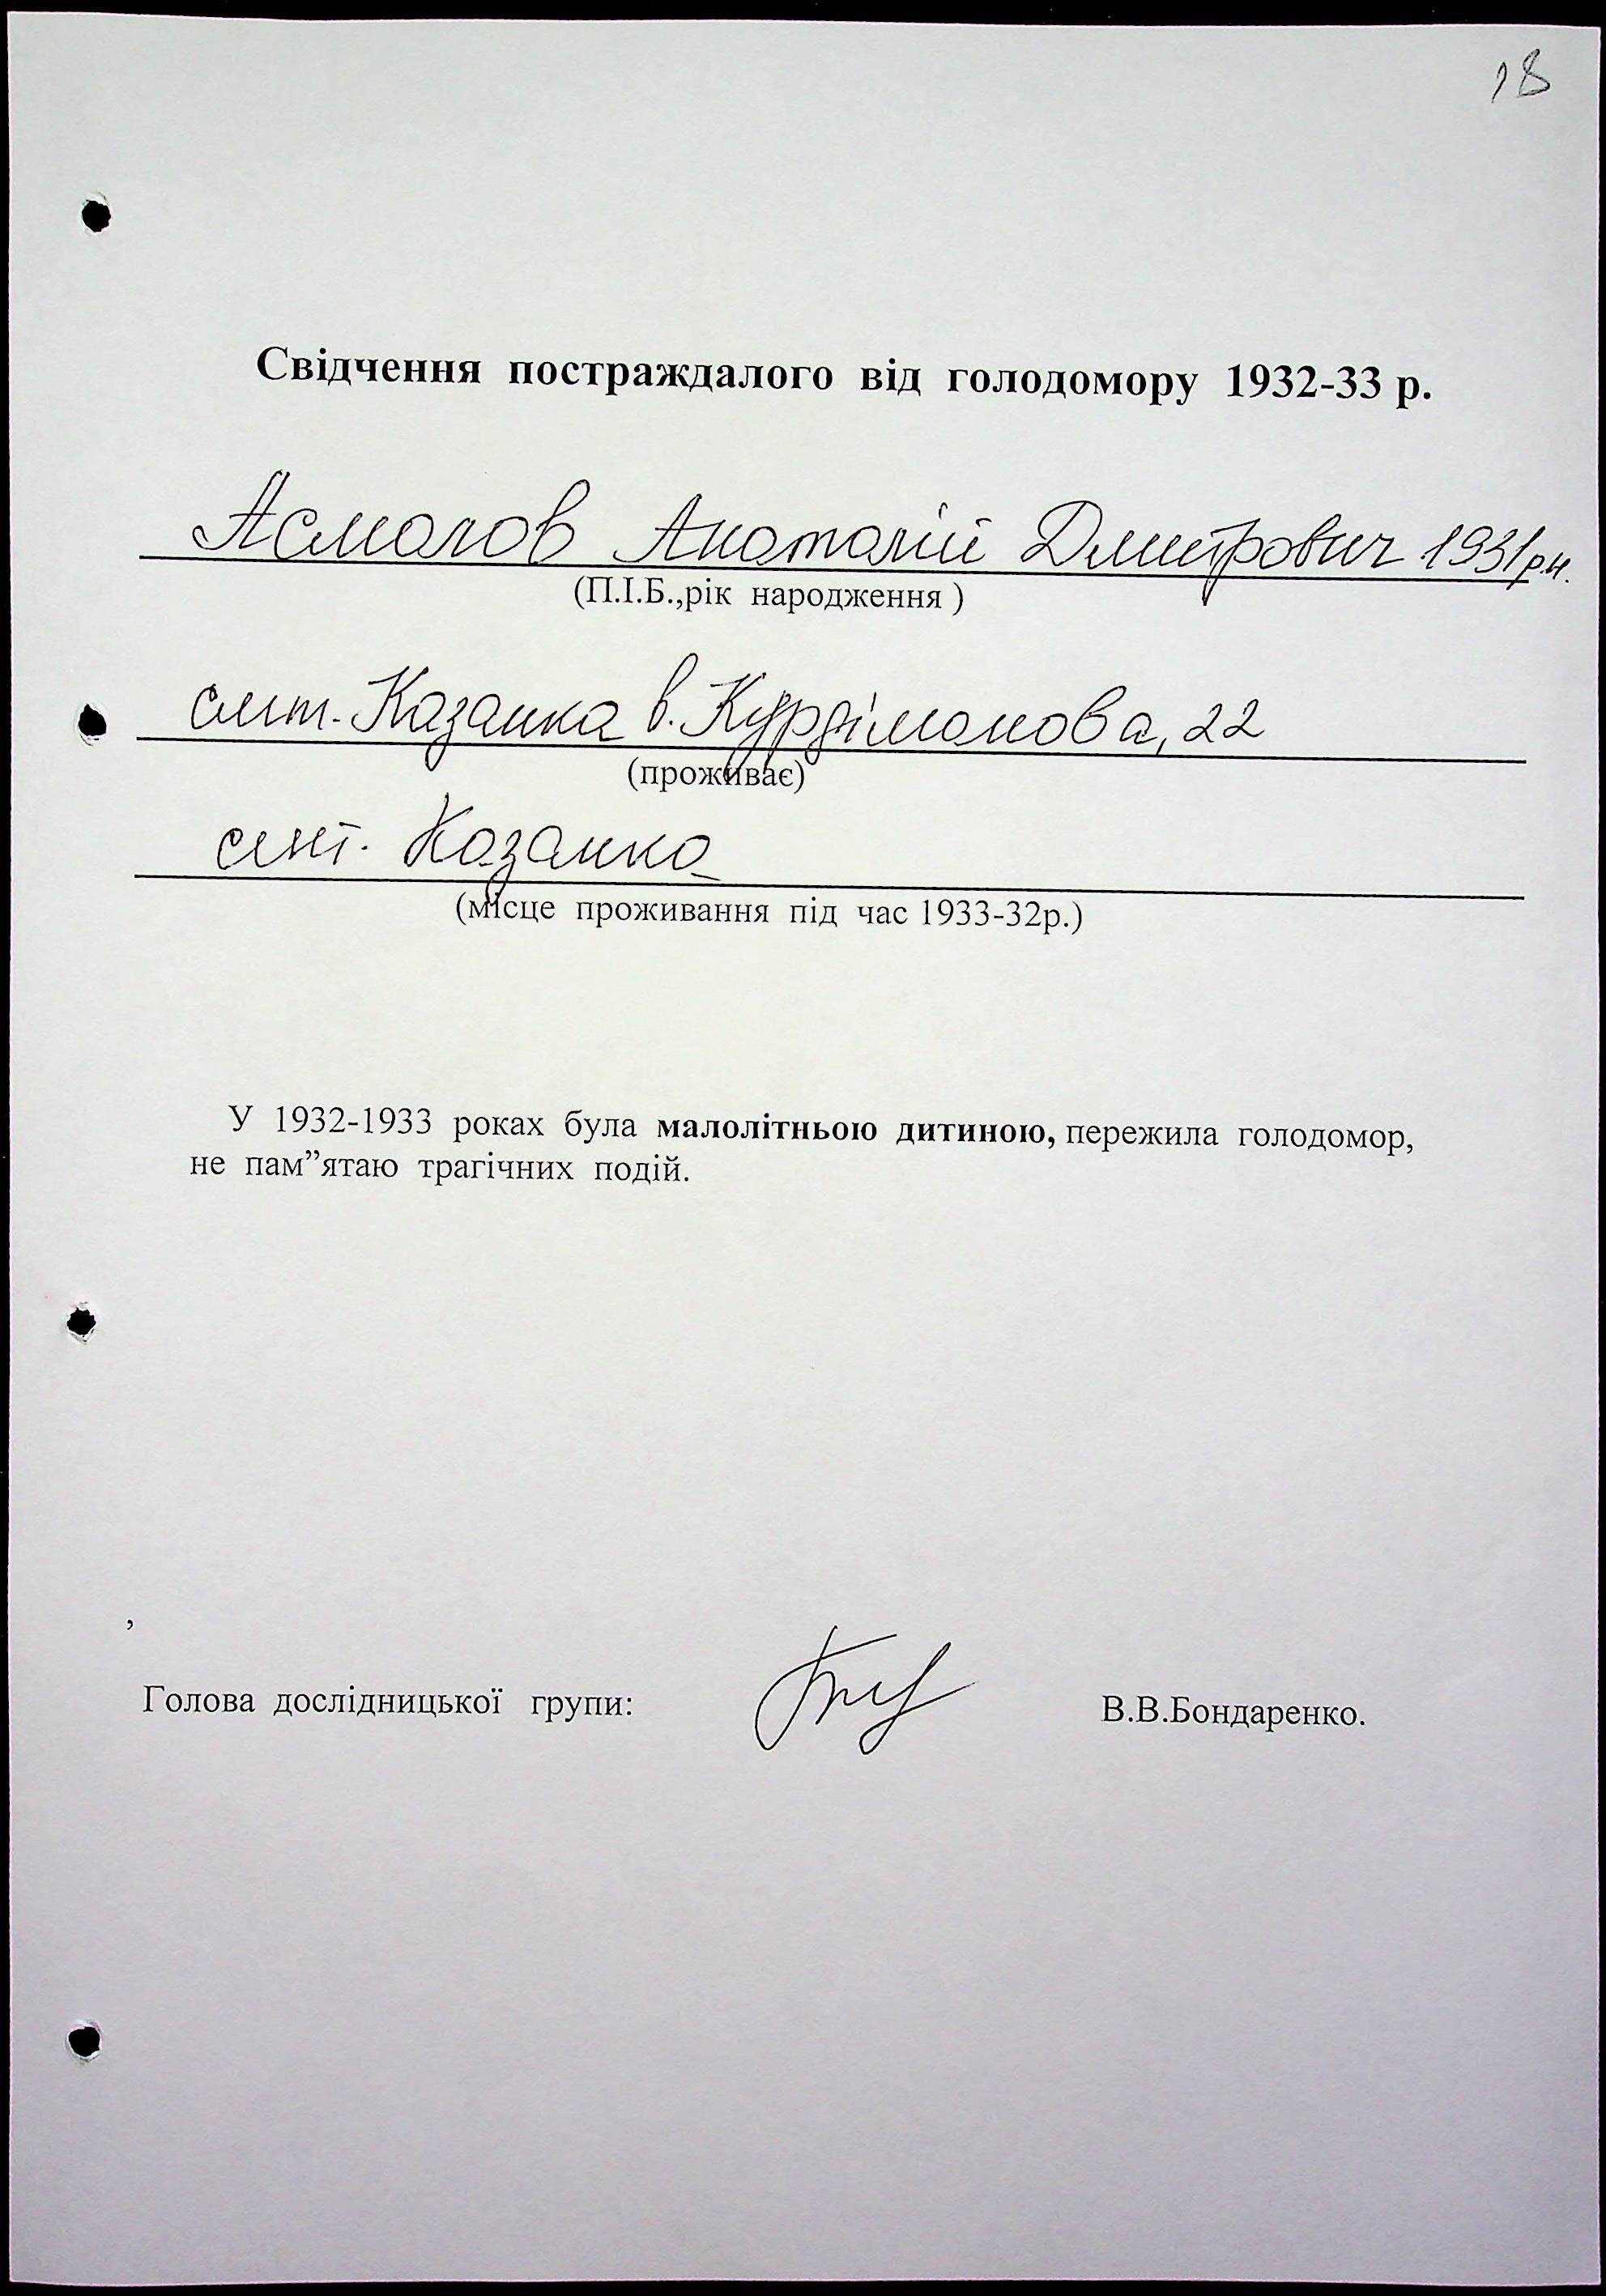 18
Свідчення постраждалого від голодомору 1932-33 р.
Асмолов Анатолій Дмитрович 1931р.н.
(П.І.Б.,рік народження )
смт. Казанка в. Курдіманова, 22
(проживає)
смт. Казанка
(місце проживання під час 1933-32р.)
У 1932-1933 роках була малолітньою дитиною, пережила голодомор,
не пам”ятаю трагічних подій.
,
Голова дослідницької групи: В.В.Бондаренко.